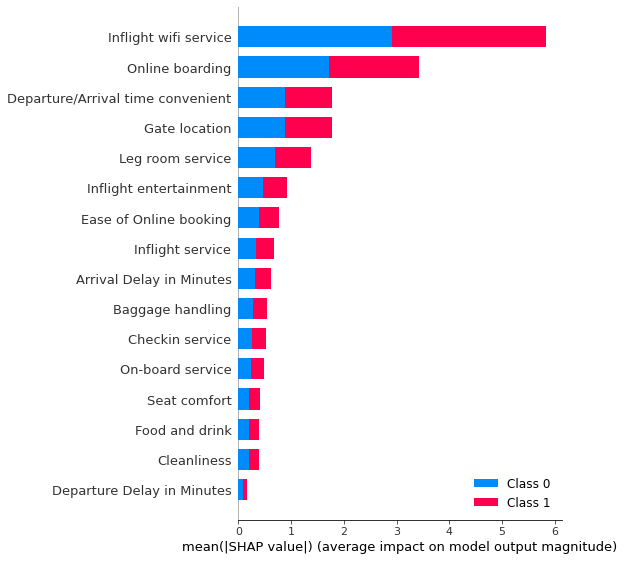 Inflight wifi service
Online boarding
Departure/Arrival time convenient
Gate location
Leg room service
Inflight entertainment
Ease of Online booking
Inflight service
Arrival Delay in Minutes
Baggage handling
Checkin service
On-board service
Seat comfort
Food and drink
Cleanliness
Departure Delay in Minutes
Class 0
Class 1
0 1 2 3 4 5 6
mean(|SHAP value|) (average impact on model output magnitude)